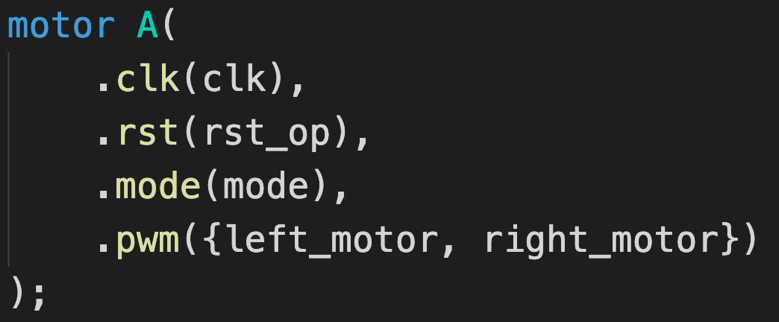 motor A(
.clk(clk),
.rst(rst_op),
.mode(mode),
.pwm({left_motor, right_motor})
);